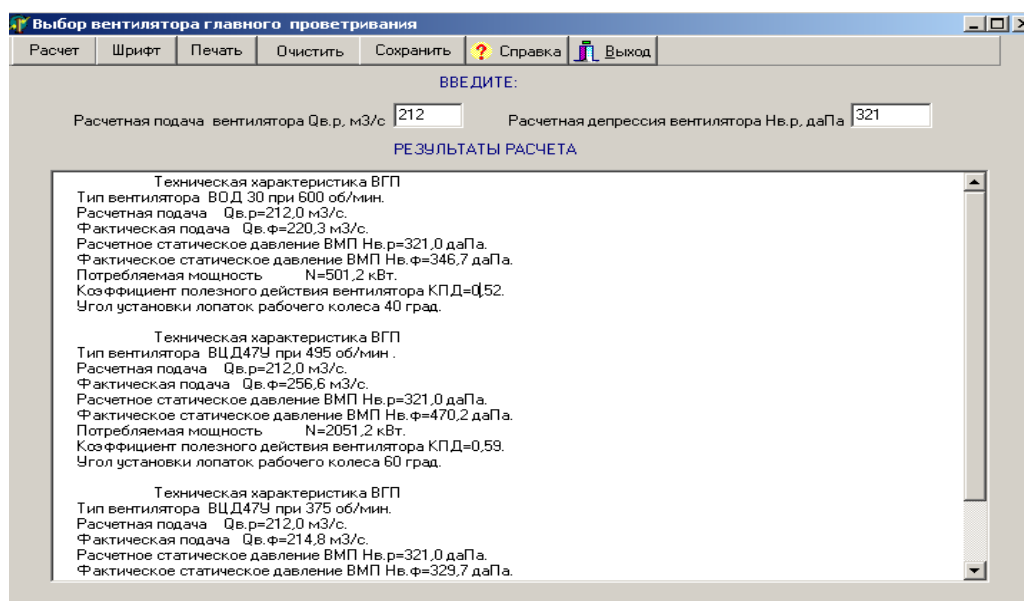 Выбор вентилятора главного проветривания
Расчет Шрифт Печать Очистить Сохранить ? Справка Выход
ВВЕДИТЕ:
Расчетная подача вентилятора Qв.р, м3/с 212 Расчетная депрессия вентилятора Hв.р, даПа 321
РЕЗУЛЬТАТЫ РАСЧЕТА
Техническая характеристика ВГП
Тип вентилятора ВОД 30 при 600 об/мин.
Расчетная подача Qв.р=212,0 м3/с.
Фактическая подача Qв.ф=220,3 м3/с.
Расчетное статическое давление ВМП Hв.р=321,0 даПа.
Фактическое статическое давление ВМП Hв.ф=346,7 даПа.
Потребляемая мощность N=501,2 кВт.
Коэффициент полезного действия вентилятора КПД=0,52.
Угол установки лопаток рабочего колеса 40 град.
Техническая характеристика ВГП
Тип вентилятора ВЦД47У при 495 об/мин .
Расчетная подача Qв.р=212,0 м3/с.
Фактическая подача Qв.ф=256,6 м3/с.
Расчетное статическое давление ВМП Hв.р=321,0 даПа.
Фактическое статическое давление ВМП Hв.ф=470,2 даПа.
Потребляемая мощность N=2051,2 кВт.
Коэффициент полезного действия вентилятора КПД=0,59.
Угол установки лопаток рабочего колеса 60 град.
Техническая характеристика ВГП
Тип вентилятора ВЦД47У при 375 об/мин.
Расчетная подача Qв.р=212,0 м3/с.
Фактическая подача Qв.ф=214,8 м3/с.
Расчетное статическое давление ВМП Hв.р=321,0 даПа.
Фактическое статическое давление ВМП Hв.ф=329,7 даПа.